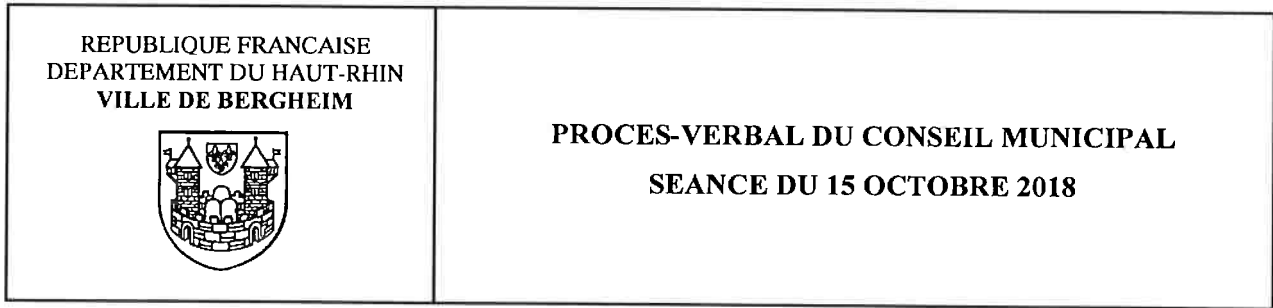 REPUBLIQUE FRANCAISE
DEPARTEMENT DU HAUT-RHIN
VILLE DE BERGHEIM
PROCES-VERBAL DU CONSEIL MUNICIPAL
SEANCE DU 15 OCTOBRE 2018